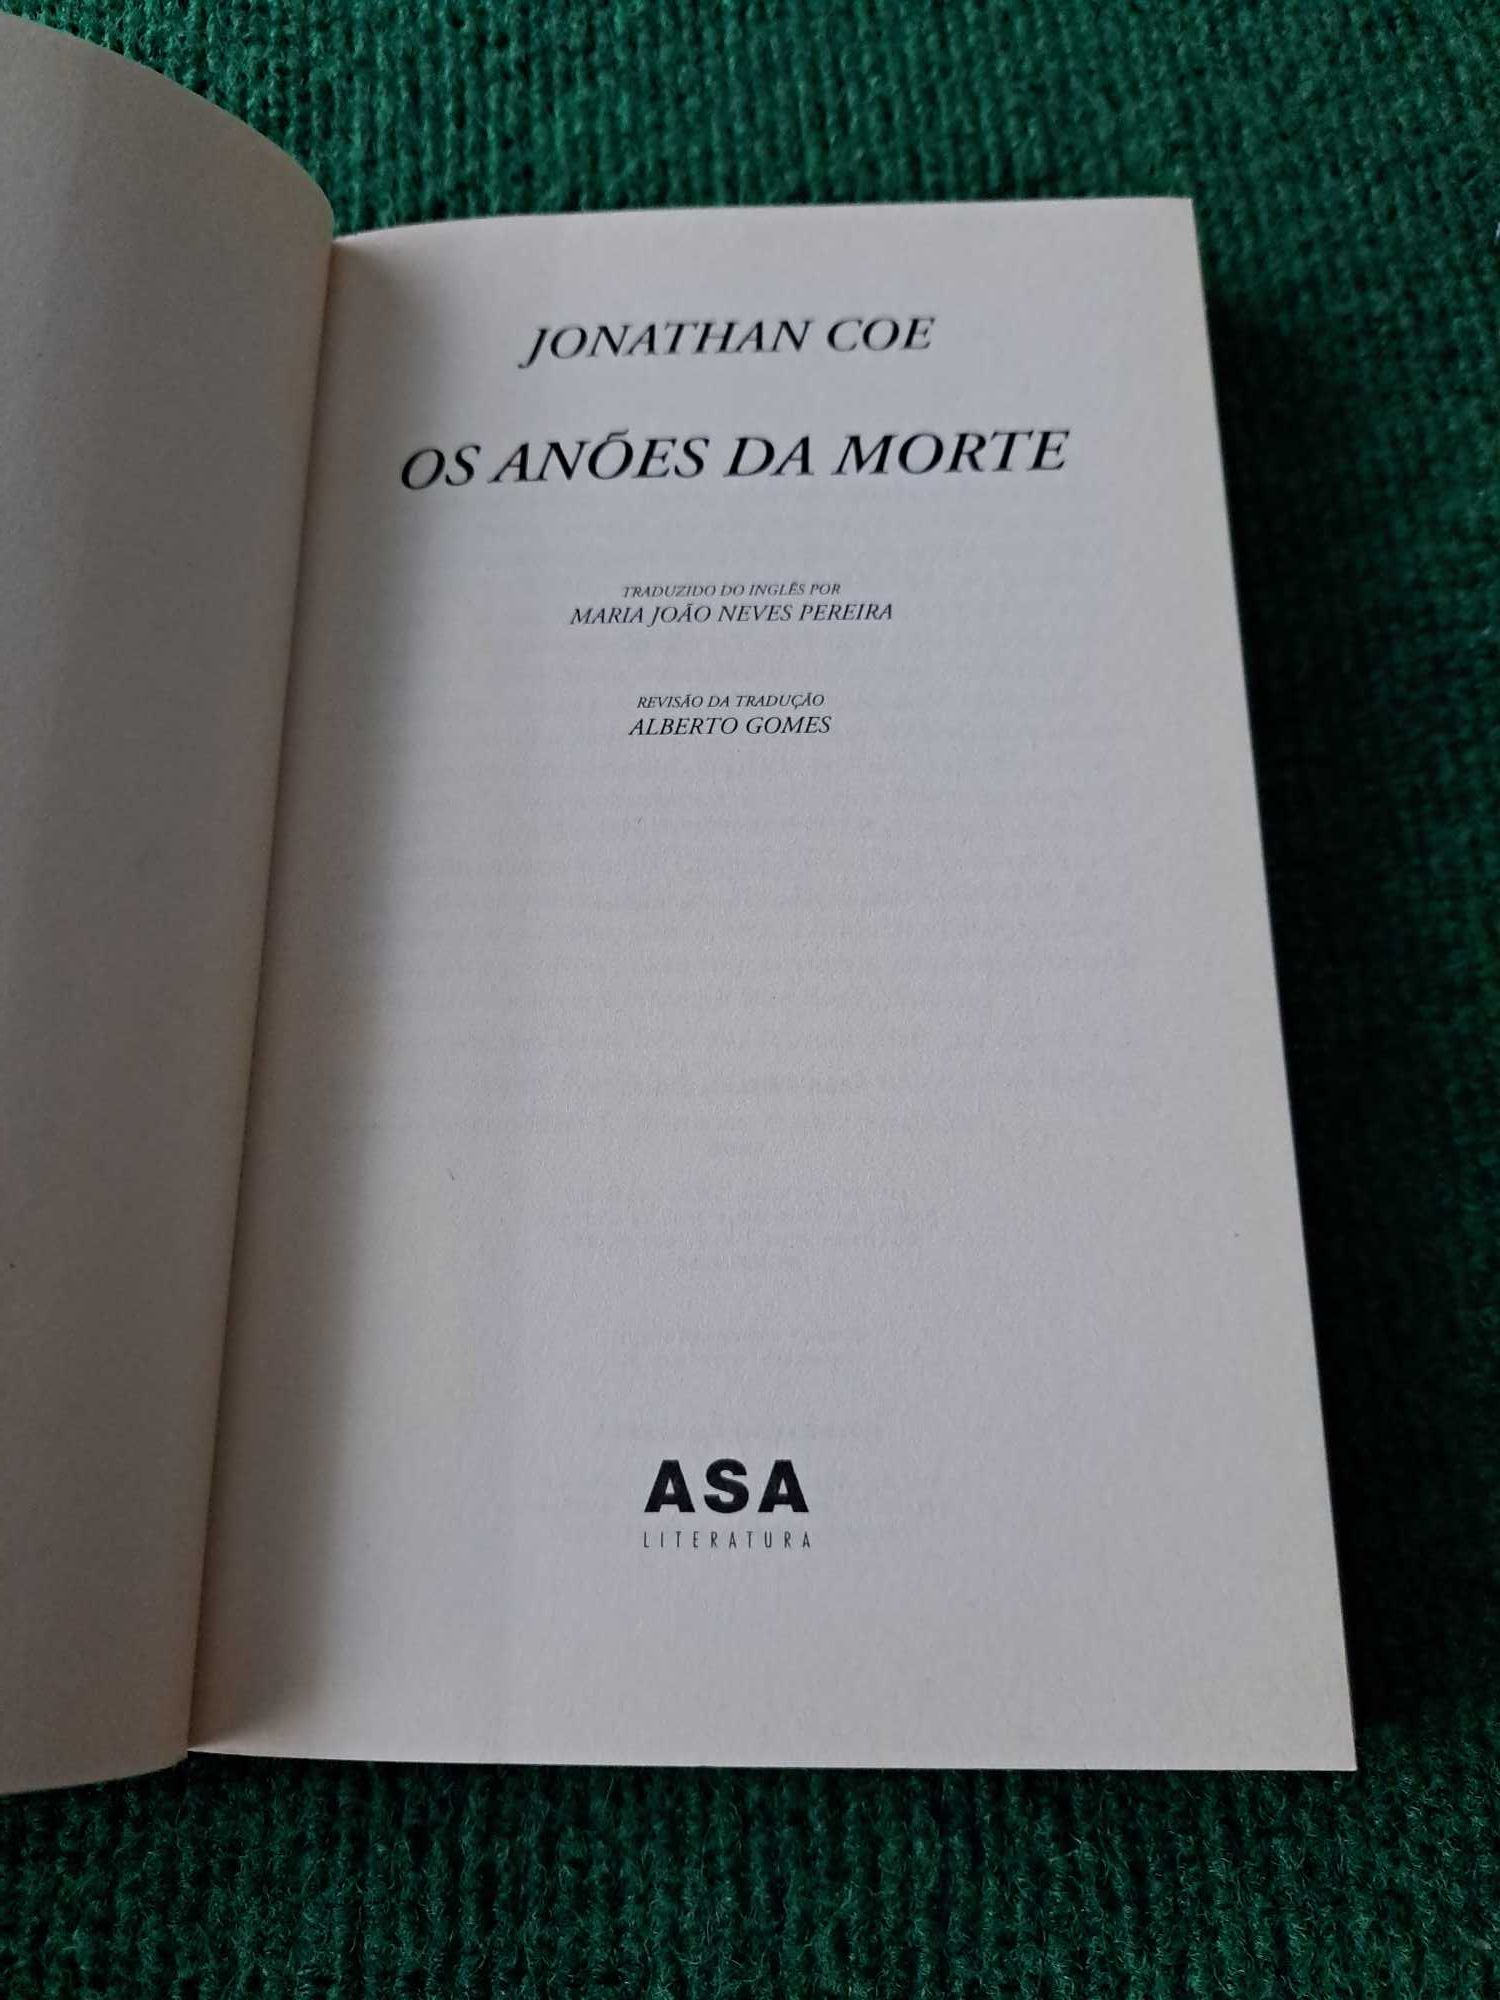 JONATHAN COE
OS ANÕES DA MORTE
TRADUZIDO DO INGLÊS POR
MARIA JOÃO NEVES PEREIRA
REVISÃO DA TRADUÇÃO
ALBERTO GOMES
ASA
LITERATURA